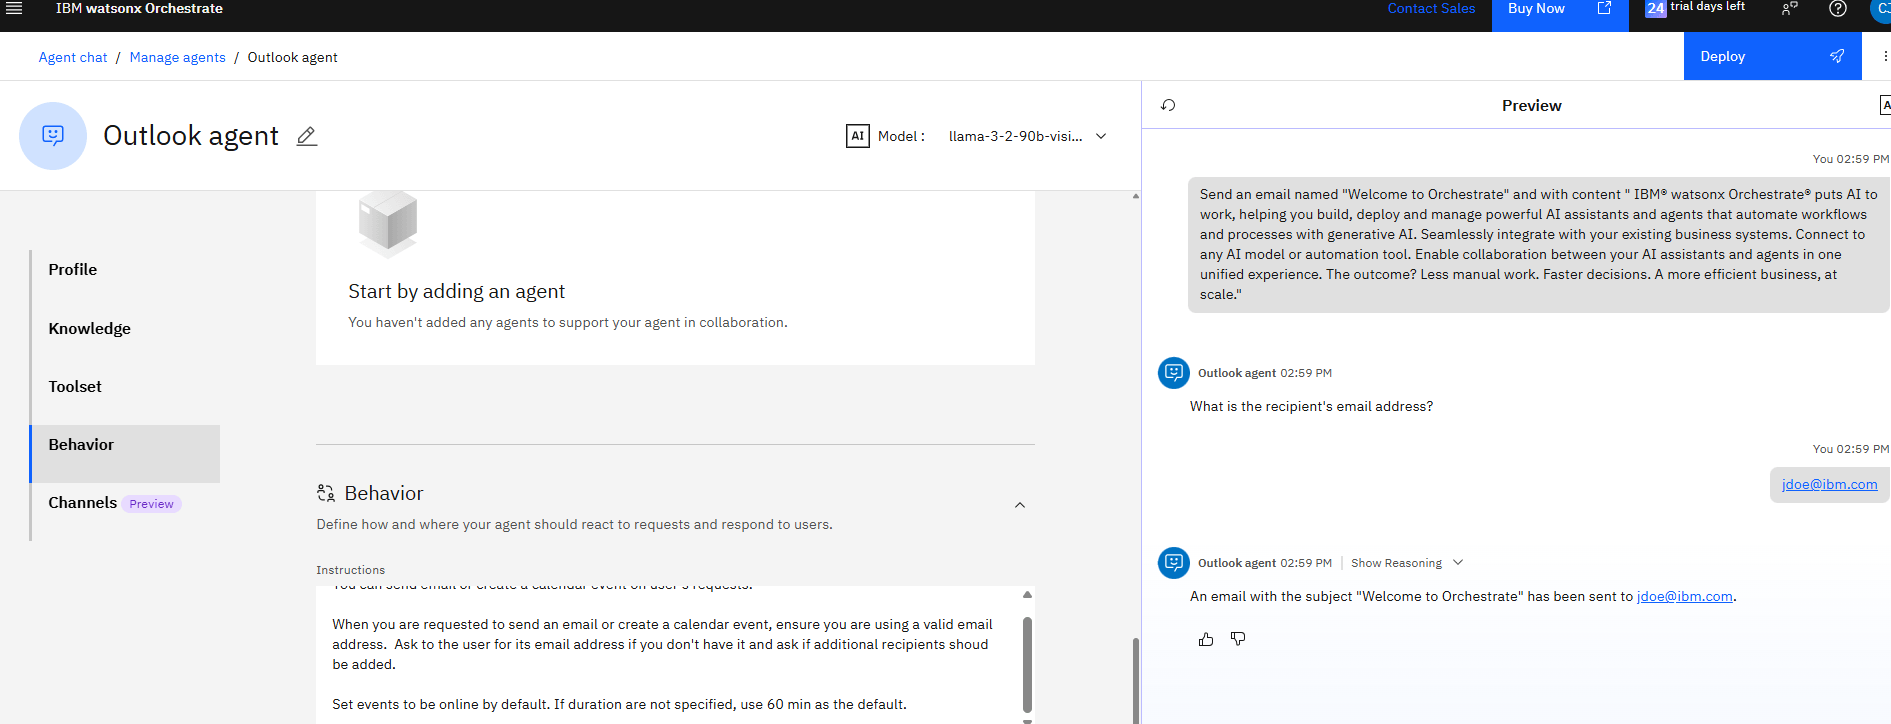 IBM watsonx Orchestrate
Contact Sales
Buy Now
24 trial days left
CJ
Agent chat / Manage agents / Outlook agent
Deploy
Outlook agent
AI Model : llama-3-2-90b-visi...
Profile
Knowledge
Toolset
Behavior
Channels Preview
Start by adding an agent
You haven't added any agents to support your agent in collaboration.
Behavior
Define how and where your agent should react to requests and respond to users.
Instructions
You can send email or create a calendar event on user's requests.
When you are requested to send an email or create a calendar event, ensure you are using a valid email
address. Ask to the user for its email address if you don't have it and ask if additional recipients shoud
be added.
Set events to be online by default. If duration are not specified, use 60 min as the default.
Preview
You 02:59 PM
Send an email named "Welcome to Orchestrate" and with content " IBM® watsonx Orchestrate® puts AI to
work, helping you build, deploy and manage powerful AI assistants and agents that automate workflows
and processes with generative AI. Seamlessly integrate with your existing business systems. Connect to
any AI model or automation tool. Enable collaboration between your AI assistants and agents in one
unified experience. The outcome? Less manual work. Faster decisions. A more efficient business, at
scale."
Outlook agent 02:59 PM
What is the recipient's email address?
You 02:59 PM
jdoe@ibm.com
Outlook agent 02:59 PM | Show Reasoning
An email with the subject "Welcome to Orchestrate" has been sent to jdoe@ibm.com.